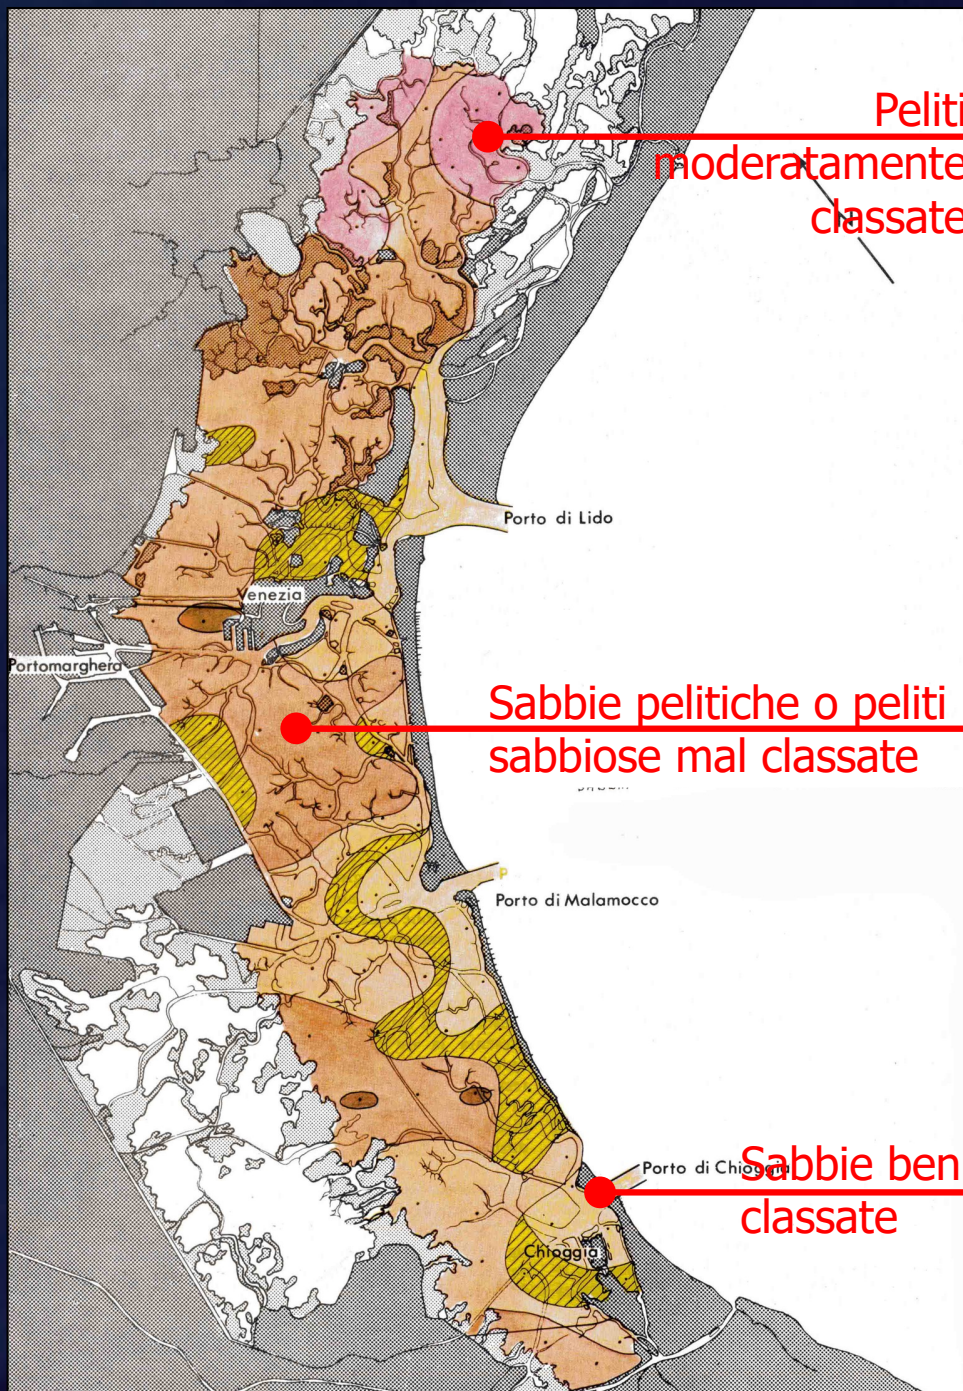 Peliti
moderatamente
classate
Porto di Lido
Venezia
Portomarghera
Sabbie pelitiche o peliti
sabbiose mal classate
P
Porto di Malamocco
Porto di Chioggia
Sabbie ben
classate
Chioggia